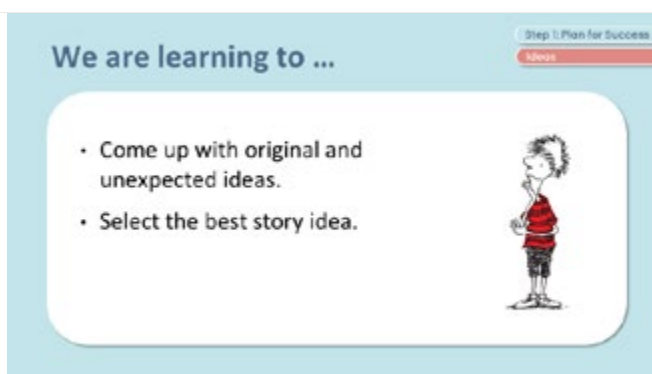 Step 1: Plan for Success
Ideas
We are learning to ...
• Come up with original and
unexpected ideas.
• Select the best story idea.